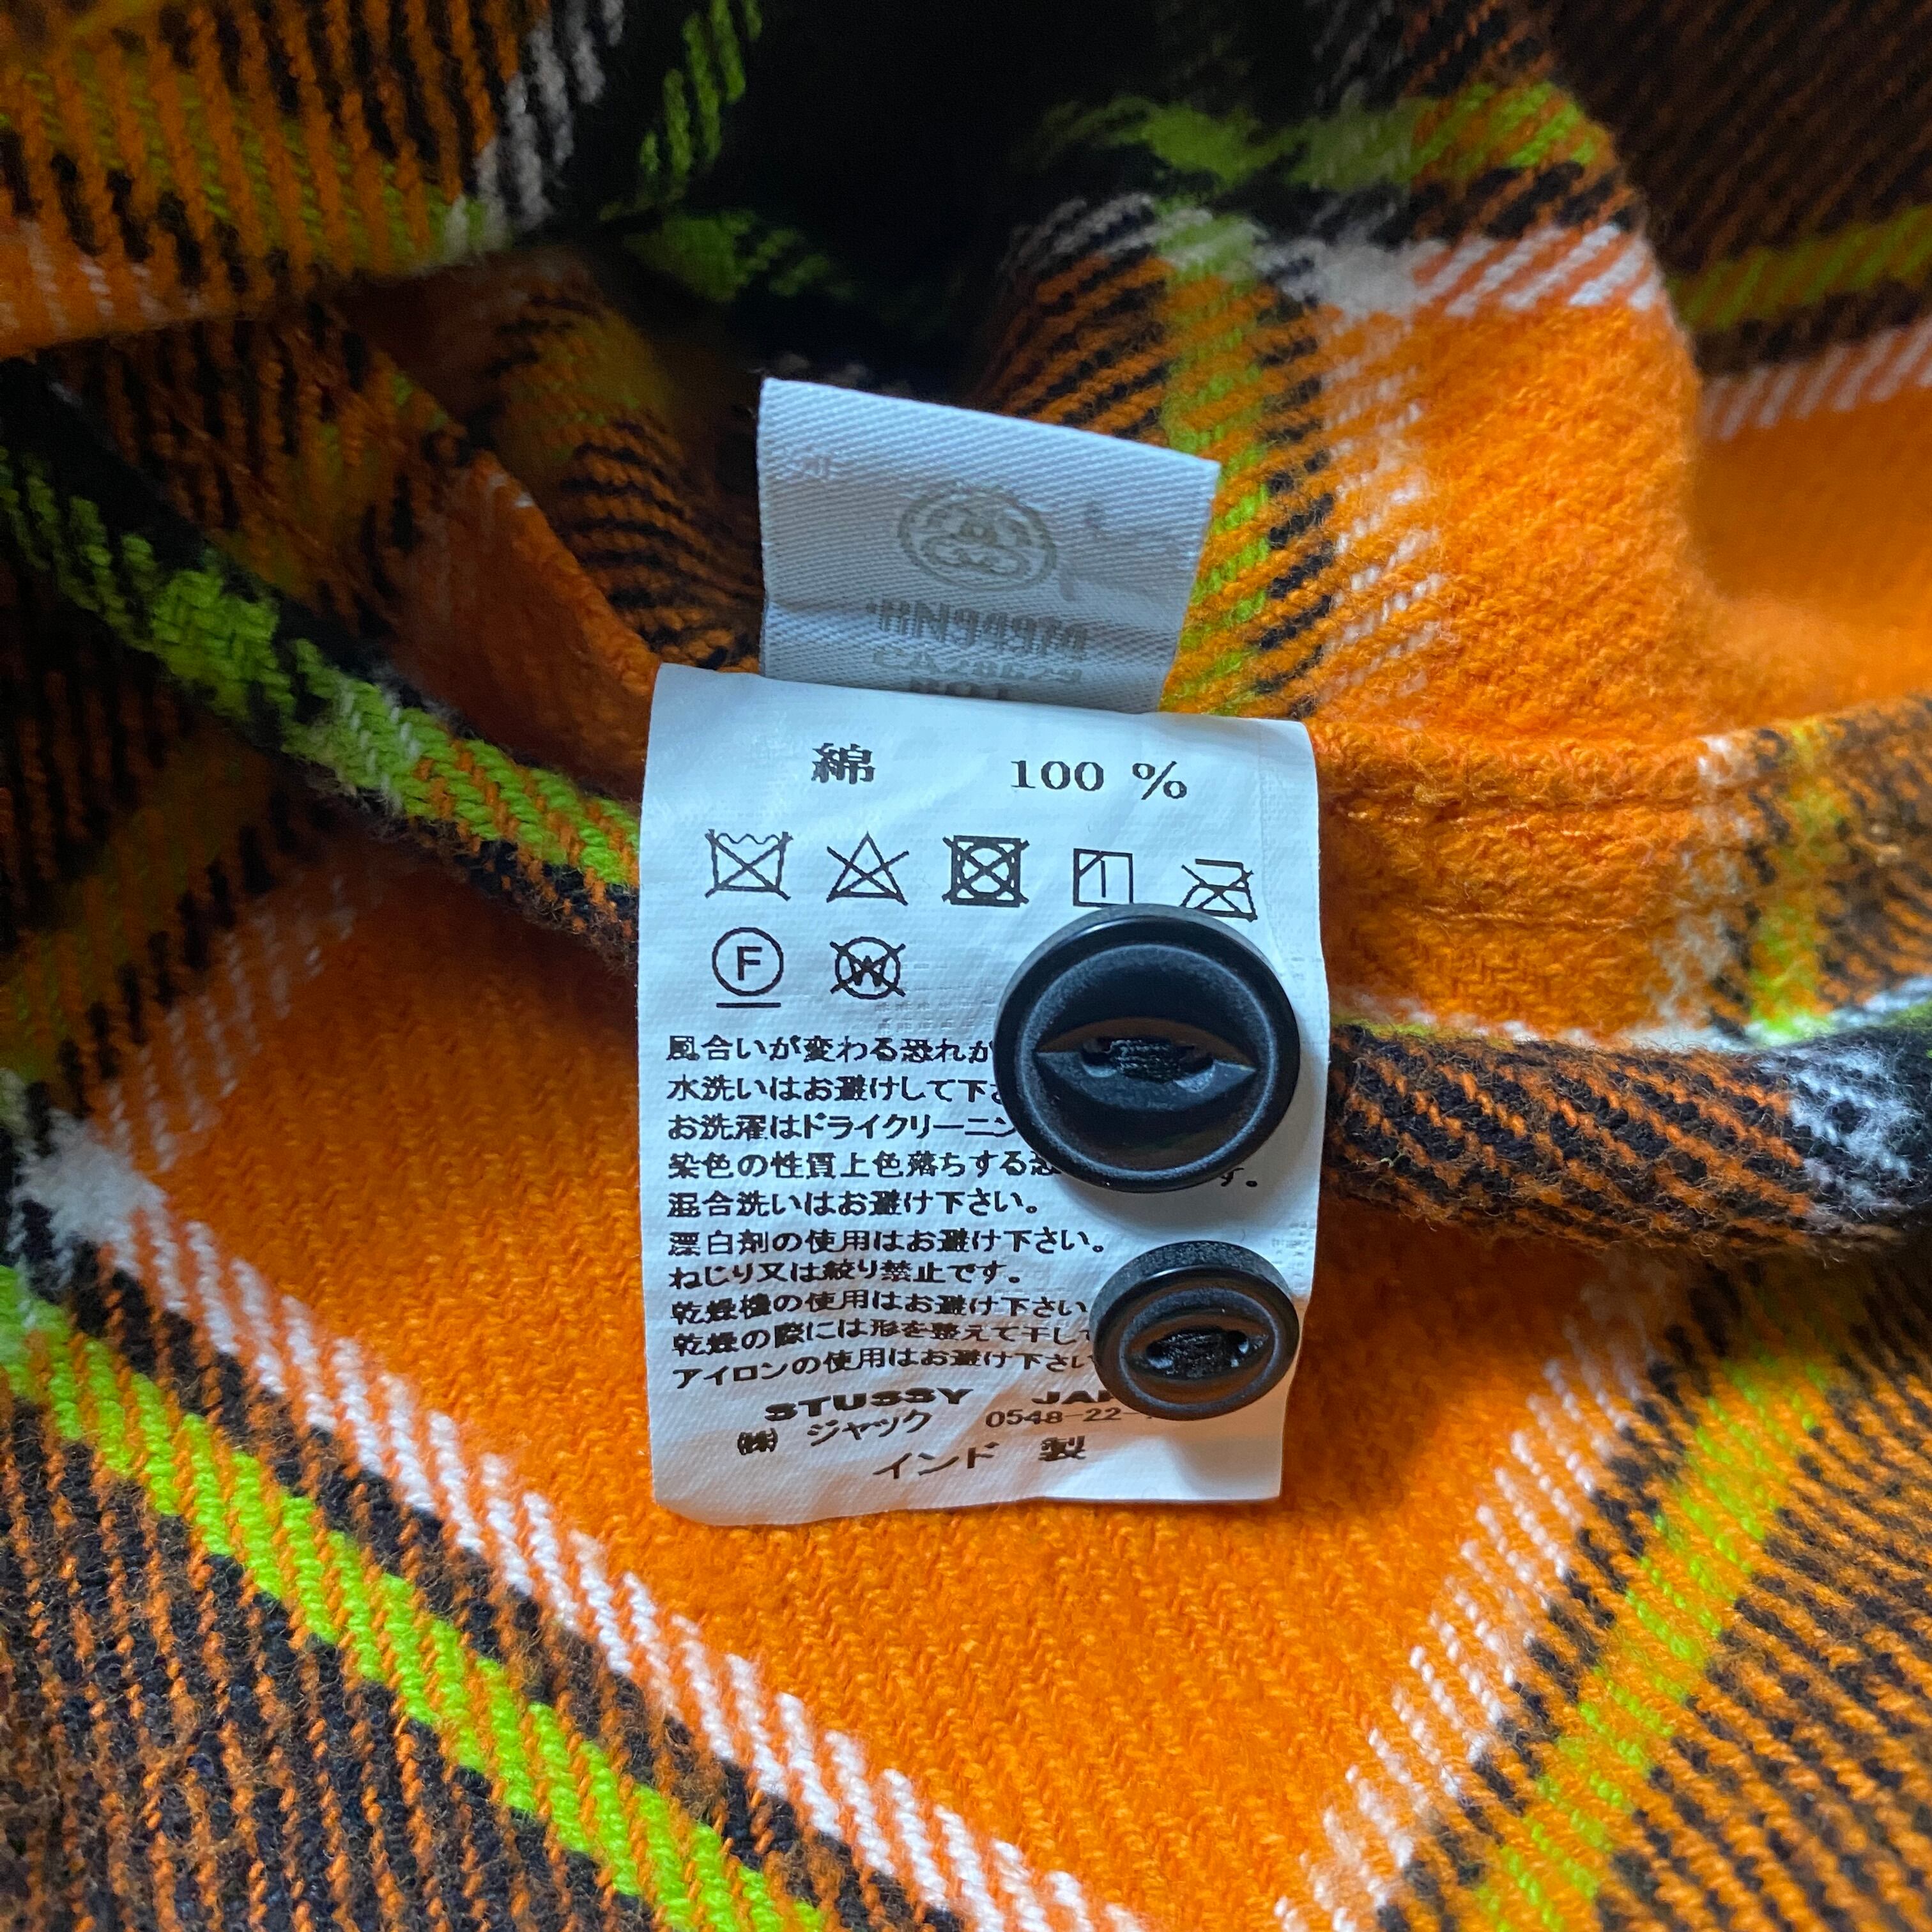 綿 100 %
F W
風合いが変わる恐れが
水洗いはお避けして下さ
お洗濯はドライクリーニン
染色の性質上色落ちする恐 す。
混合洗いはお避け下さい。
漂白剤の使用はお避け下さい。
ねじり又は絞り禁止です。
乾燥機の使用はお避け下さい
乾燥の際には形を整えて干して
アイロンの使用はお避け下さい
STUSSY JAP
㈱ ジャック 0548-22-
インド 製